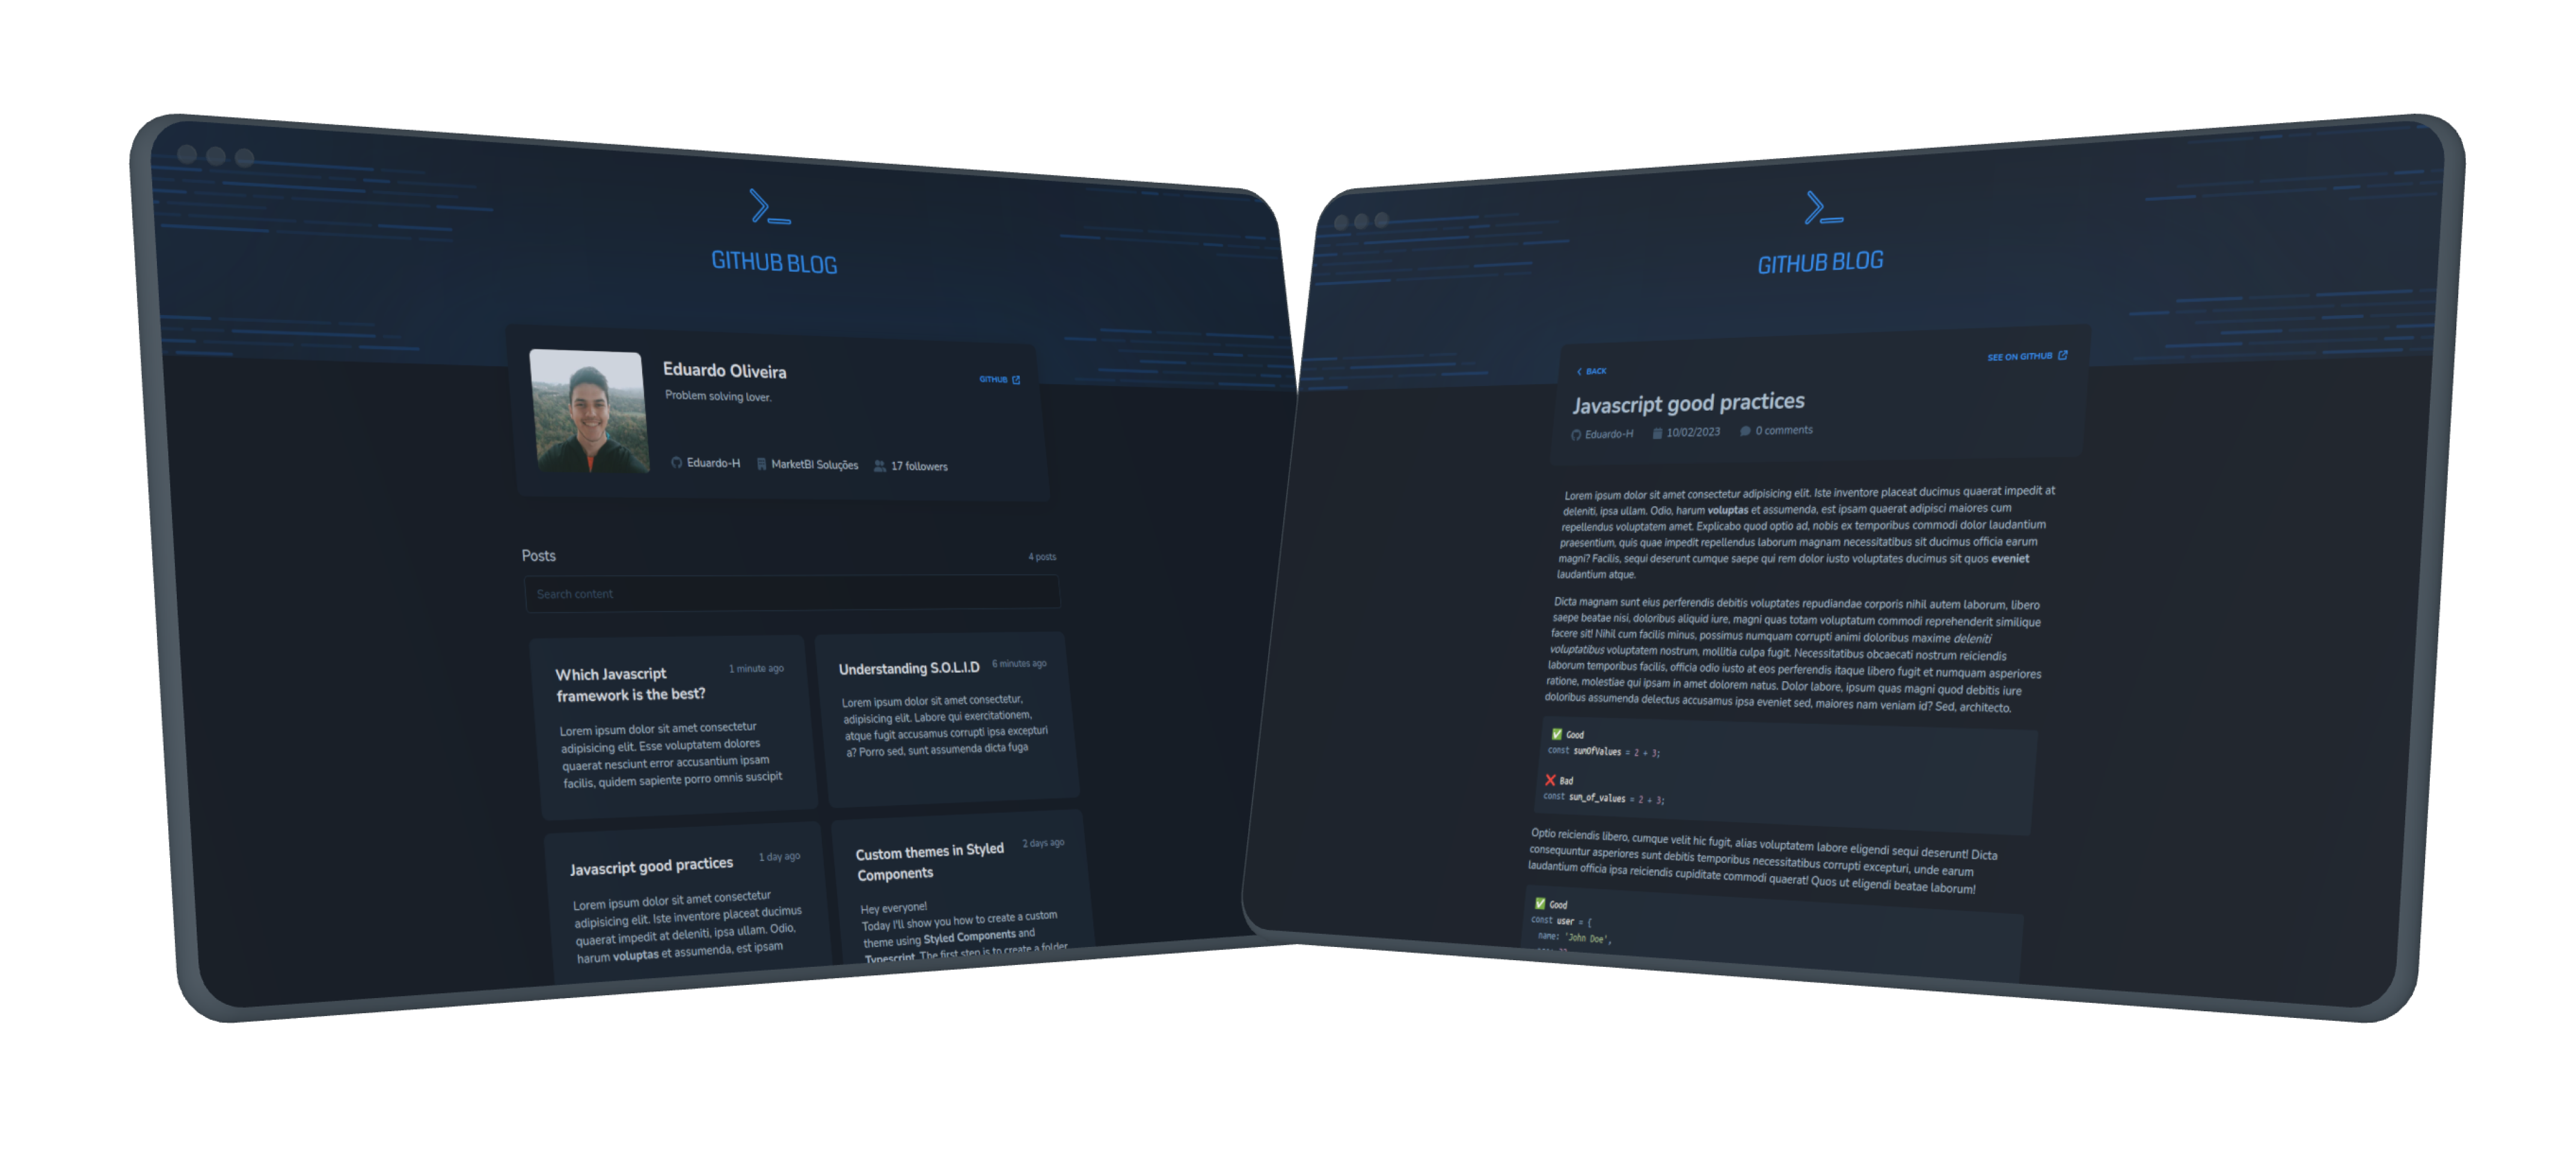 GITHUB BLOG
Eduardo Oliveira
GITHUB
Problem solving lover.
Eduardo-H MarketBi Soluções 17 followers
Posts
4 posts
Search content
Which Javascript
framework is the best?
1 minute ago
Lorem ipsum dolor sit amet consectetur
adipisicing elit. Esse voluptatem dolores
quaerat nesciunt error accusantium ipsam
facilis, quidem sapiente porro omnis suscipit
Understanding S.O.L.I.D
6 minutes ago
Lorem ipsum dolor sit amet consectetur,
adipisicing elit. Labore qui exercitationem,
atque fugit accusamus corrupti ipsa excepturi
a? Porro sed, sunt assumenda dicta fuga
Javascript good practices
1 day ago
Lorem ipsum dolor sit amet consectetur
adipisicing elit. Iste inventore placeat ducimus
quaerat impedit at deleniti, ipsa ullam. Odio,
harum voluptas et assumenda, est ipsam
Custom themes in Styled
Components
2 days ago
Hey everyone!
Today I'll show you how to create a custom
theme using Styled Components and
Typescript. The first step is to create a folder
GITHUB BLOG
BACK
SEE ON GITHUB
Javascript good practices
Eduardo-H 10/02/2023 0 comments
Lorem ipsum dolor sit amet consectetur adipisicing elit. Iste inventore placeat ducimus quaerat impedit at
deleniti, ipsa ullam. Odio, harum voluptas et assumenda, est ipsam quaerat adipisci maiores cum
repellendus voluptatem amet. Explicabo quod optio ad, nobis ex temporibus commodi dolor laudantium
praesentium, quis quae impedit repellendus laborum magnam necessitatibus sit ducimus officia earum
magni? Facilis, sequi deserunt cumque saepe qui rem dolor iusto voluptates ducimus sit quos eveniet
laudantium atque.
Dicta magnam sunt eius perferendis debitis voluptates repudiandae corporis nihil autem laborum, libero
saepe beatae nisi, doloribus aliquid iure, magni quas totam voluptatum commodi reprehenderit similique
facere sit! Nihil cum facilis minus, possimus numquam corrupti animi doloribus maxime deleniti
voluptatibus voluptatem nostrum, mollitia culpa fugit. Necessitatibus obcaecati nostrum reiciendis
laborum temporibus facilis, officia odio iusto at eos perferendis itaque libero fugit et numquam asperiores
ratione, molestiae qui ipsam in amet dolorem natus. Dolor labore, ipsum quas magni quod debitis iure
doloribus assumenda delectus accusamus ipsa eveniet sed, maiores nam veniam id? Sed, architecto.
✅ Good
const sumOfValues = 2 + 3;
❌ Bad
const sum_of_values = 2 + 3;
Optio reiciendis libero, cumque velit hic fugit, alias voluptatem labore eligendi sequi deserunt! Dicta
consequuntur asperiores sunt debitis temporibus necessitatibus corrupti excepturi, unde earum
laudantium officia ipsa reiciendis cupiditate commodi quaerat! Quos ut eligendi beatae laborum!
✅ Good
const user = {
name: 'John Doe',